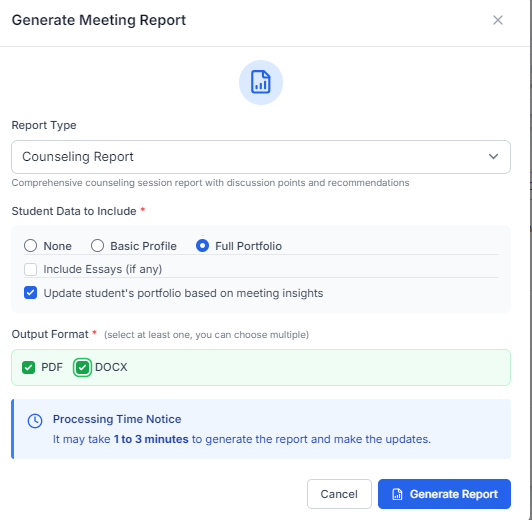 Generate Meeting Report
Report Type
Counseling Report
Comprehensive counseling session report with discussion points and recommendations
Student Data to Include *
None Basic Profile Full Portfolio
Include Essays (if any)
Update student's portfolio based on meeting insights
Output Format * (select at least one, you can choose multiple)
PDF DOCX
Processing Time Notice
It may take 1 to 3 minutes to generate the report and make the updates.
Cancel Generate Report